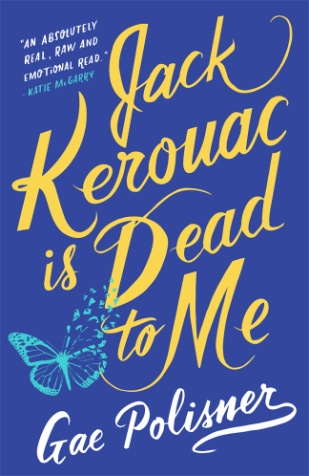 "AN ABSOLUTELY
REAL, RAW AND
EMOTIONAL READ."
- KATIE McGARRY
Jack
Kerouac
is Dead
to Me
Gae Polisner